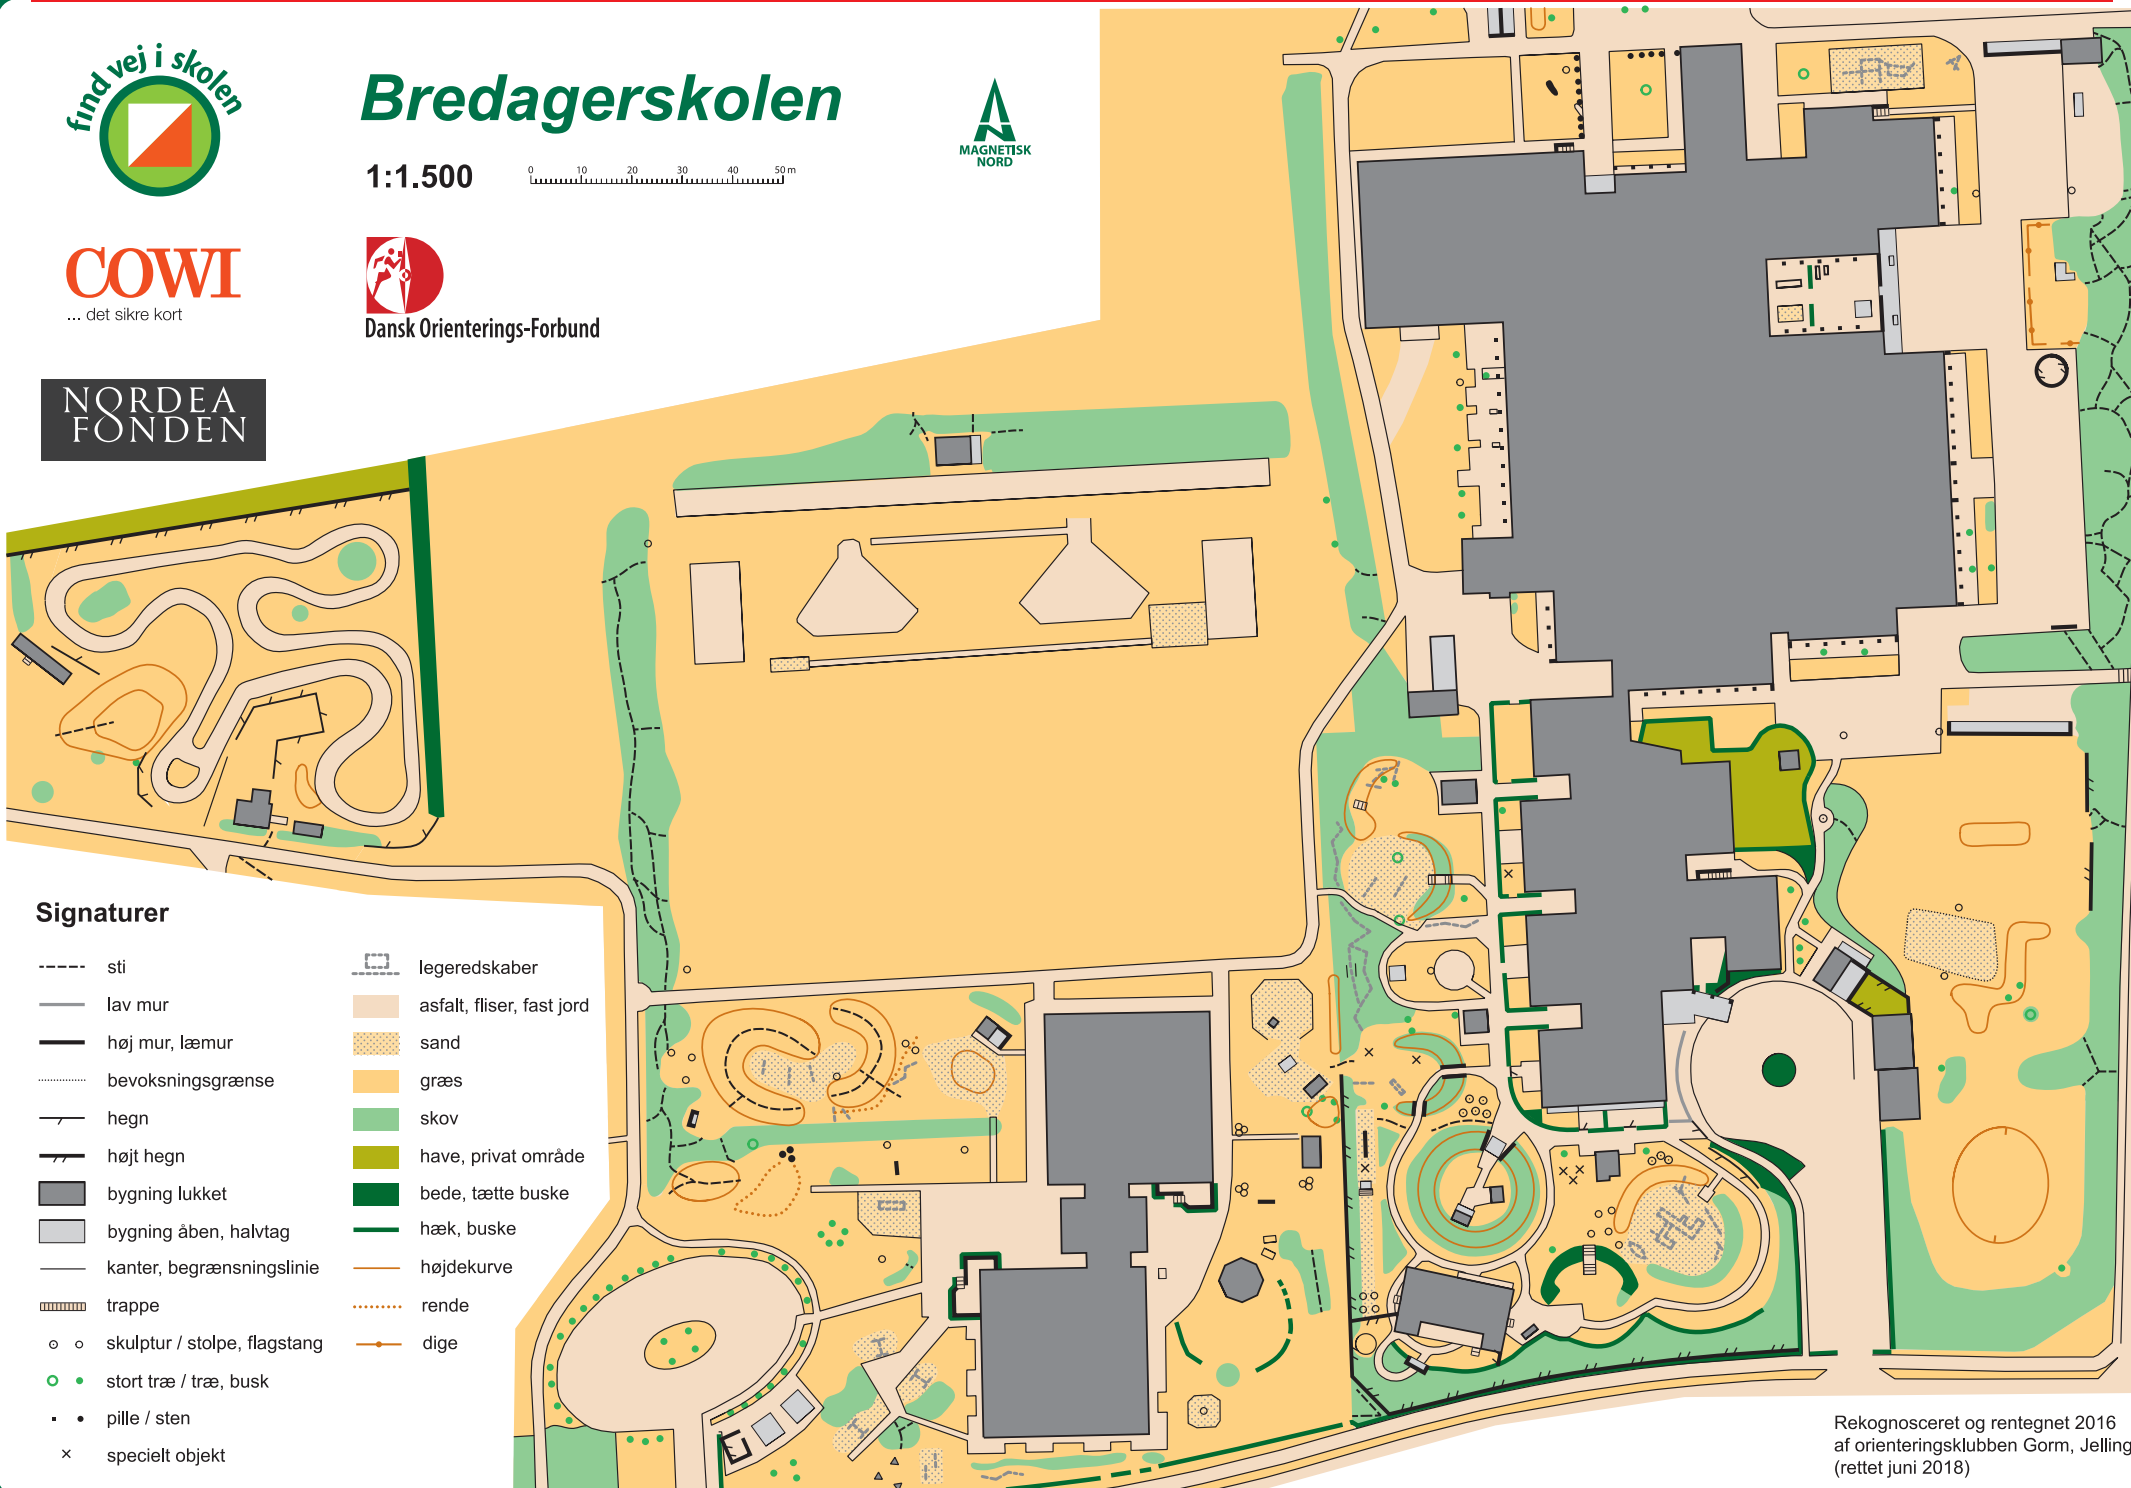 find vej i skolen
Bredagerskolen
1:1.500
0 10 20 30 40 50 m
MAGNETISK
NORD
COWI
... det sikre kort
Dansk Orienterings-Forbund
NORDEA
FONDEN
Signaturer
sti
lav mur
høj mur, læmur
bevoksningsgrænse
hegn
højt hegn
bygning lukket
bygning åben, halvtag
kanter, begrænsningslinie
trappe
skulptur / stolpe, flagstang
stort træ / træ, busk
pille / sten
specielt objekt
legeredskaber
asfalt, fliser, fast jord
sand
græs
skov
have, privat område
bede, tætte buske
hæk, buske
højdekurve
rende
dige
Rekognosceret og rentegnet 2016
af orienteringsklubben Gorm, Jelling
(rettet juni 2018)